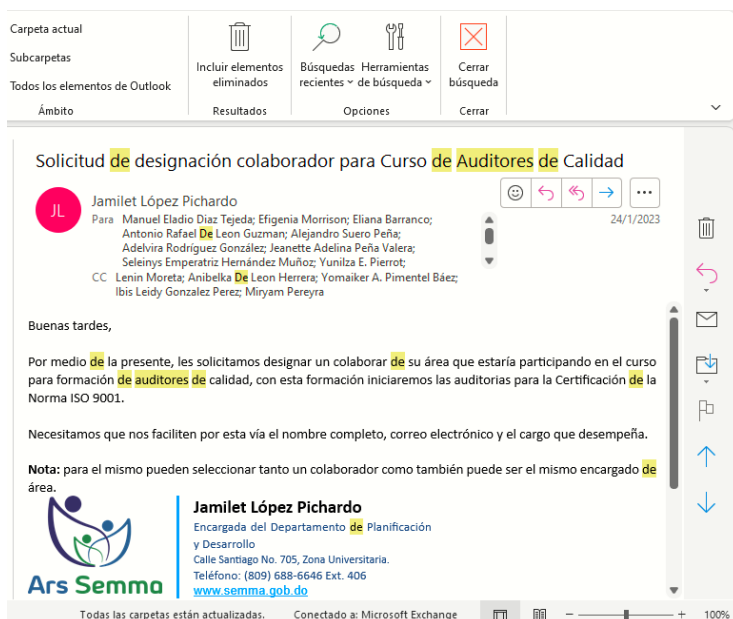 Carpeta actual
Subcarpetas
Todos los elementos de Outlook
Ámbito
Incluir elementos
eliminados
Resultados
Búsquedas Herramientas
recientes de búsqueda
Opciones
Cerrar
búsqueda
Cerrar
Solicitud de designación colaborador para Curso de Auditores de Calidad
JL
Jamilet López Pichardo
24/1/2023
Para Manuel Eladio Diaz Tejeda; Efigenia Morrison; Eliana Barranco;
Antonio Rafael De Leon Guzman; Alejandro Suero Peña;
Adelvira Rodríguez González; Jeanette Adelina Peña Valera;
Seleinys Emperatriz Hernández Muñoz; Yunilza E. Pierrot;
CC Lenin Moreta; Anibelka De Leon Herrera; Yomaiker A. Pimentel Báez;
Ibis Leidy Gonzalez Perez; Miryam Pereyra
Buenas tardes,
Por medio de la presente, les solicitamos designar un colaborar de su área que estaría participando en el curso
para formación de auditores de calidad, con esta formación iniciaremos las auditorias para la Certificación de la
Norma ISO 9001.
Necesitamos que nos faciliten por esta vía el nombre completo, correo electrónico y el cargo que desempeña.
Nota: para el mismo pueden seleccionar tanto un colaborador como también puede ser el mismo encargado de
área.
Ars Semma
Jamilet López Pichardo
Encargada del Departamento de Planificación
y Desarrollo
Calle Santiago No. 705, Zona Universitaria.
Teléfono: (809) 688-6646 Ext. 406
www.semma.gob.do
Todas las carpetas están actualizadas. Conectado a: Microsoft Exchange 100%